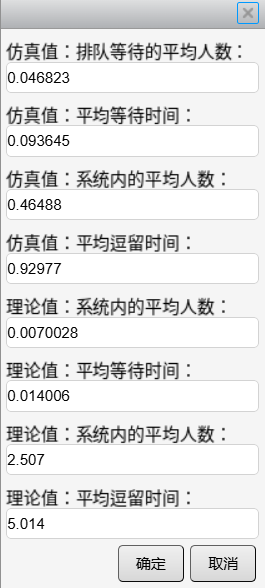 仿真值：排队等待的平均人数：
0.046823
仿真值：平均等待时间：
0.093645
仿真值：系统内的平均人数：
0.46488
仿真值：平均逗留时间：
0.92977
理论值：系统内的平均人数：
0.0070028
理论值：平均等待时间：
0.014006
理论值：系统内的平均人数：
2.507
理论值：平均逗留时间：
5.014
确定 取消